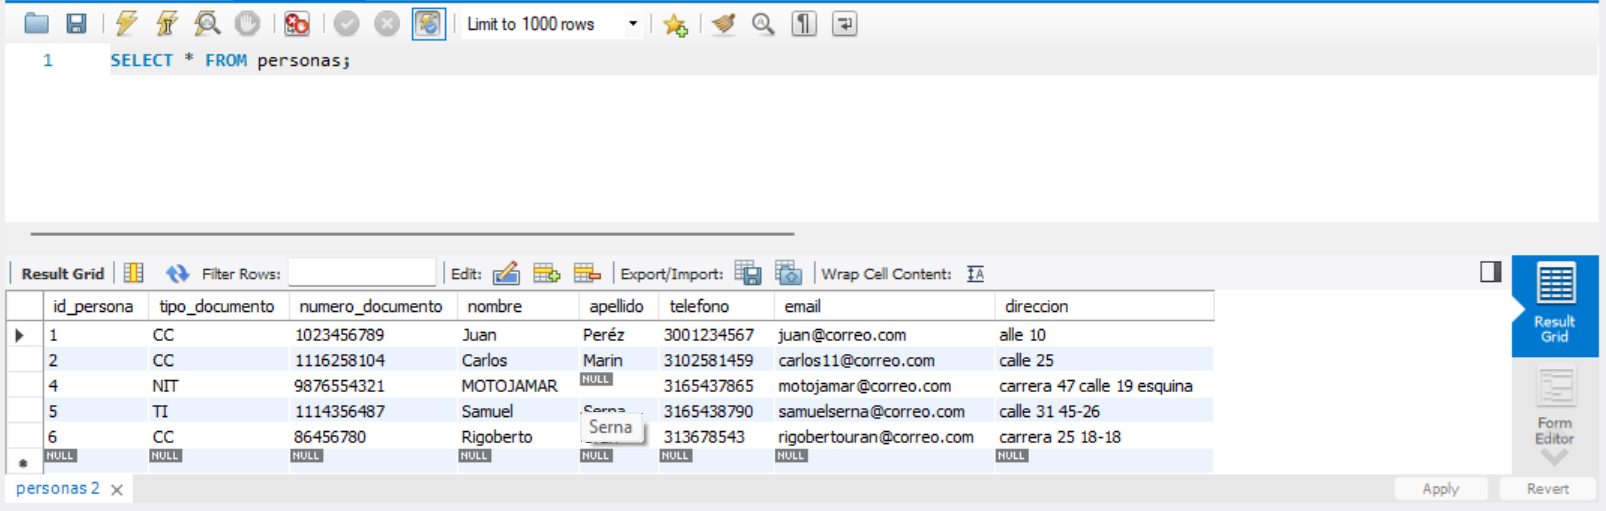 Limit to 1000 rows
1 SELECT * FROM personas;
Result Grid Filter Rows: Edit: Export/Import: Wrap Cell Content:
id_persona tipo_documento numero_documento nombre apellido telefono email direccion
1 CC 1023456789 Juan Peréz 3001234567 juan@correo.com alle 10
2 CC 1116258104 Carlos Marin 3102581459 carlos11@correo.com calle 25
4 NIT 9876554321 MOTOJAMAR NULL 3165437865 motojamar@correo.com carrera 47 calle 19 esquina
5 TI 1114356487 Samuel Serna 3165438790 samuelserna@correo.com calle 31 45-26
Serna
6 CC 86456780 Rigoberto 313678543 rigobertouran@correo.com carrera 25 18-18
NULL NULL NULL NULL NULL NULL NULL NULL
Result
Grid
Form
Editor
personas 2
Apply Revert